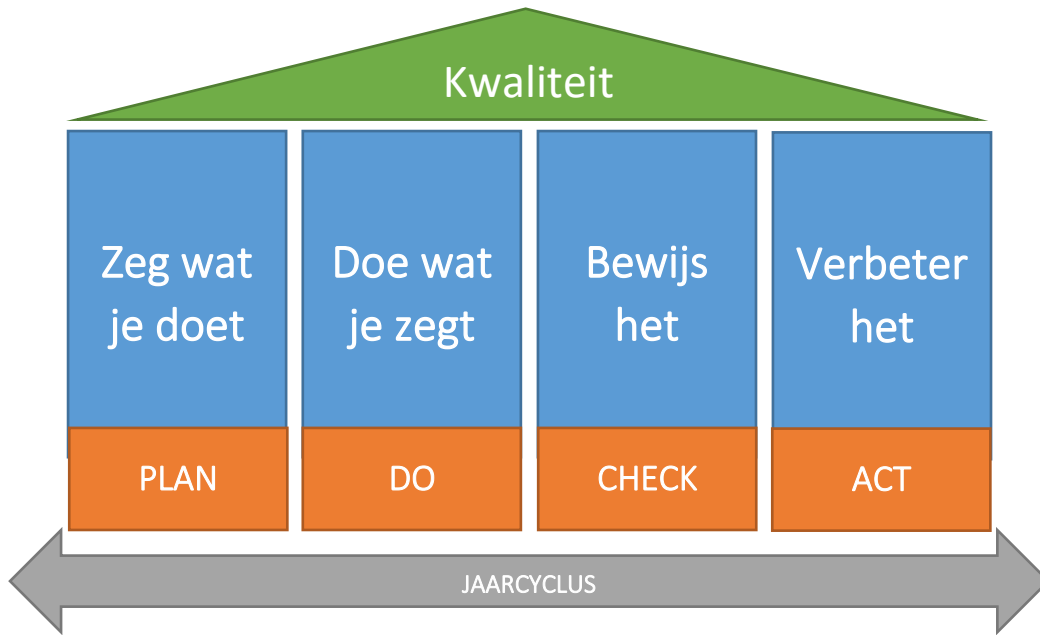 Kwaliteit
Zeg wat
je doet
Doe wat
je zegt
Bewijs
het
Verbeter
het
PLAN
DO
CHECK
ACT
JAARCYCLUS